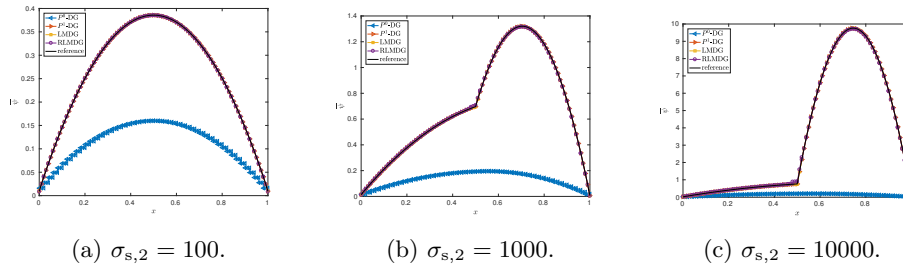 0.4
0.35
0.3
0.25
0.2
0.15
0.1
0.05
0
P⁰-DG
P¹-DG
LMDG
RLMDG
reference
ψ̅
0 0.2 0.4 0.6 0.8 1
x
1.4
1.2
1
0.8
0.6
0.4
0.2
0
P⁰-DG
P¹-DG
LMDG
RLMDG
reference
ψ̅
0 0.2 0.4 0.6 0.8 1
x
10
9
8
7
6
5
4
3
2
1
0
P⁰-DG
P¹-DG
LMDG
RLMDG
reference
ψ̅
0 0.2 0.4 0.6 0.8
x
(a) σs,2 = 100. (b) σs,2 = 1000. (c) σs,2 = 10000.